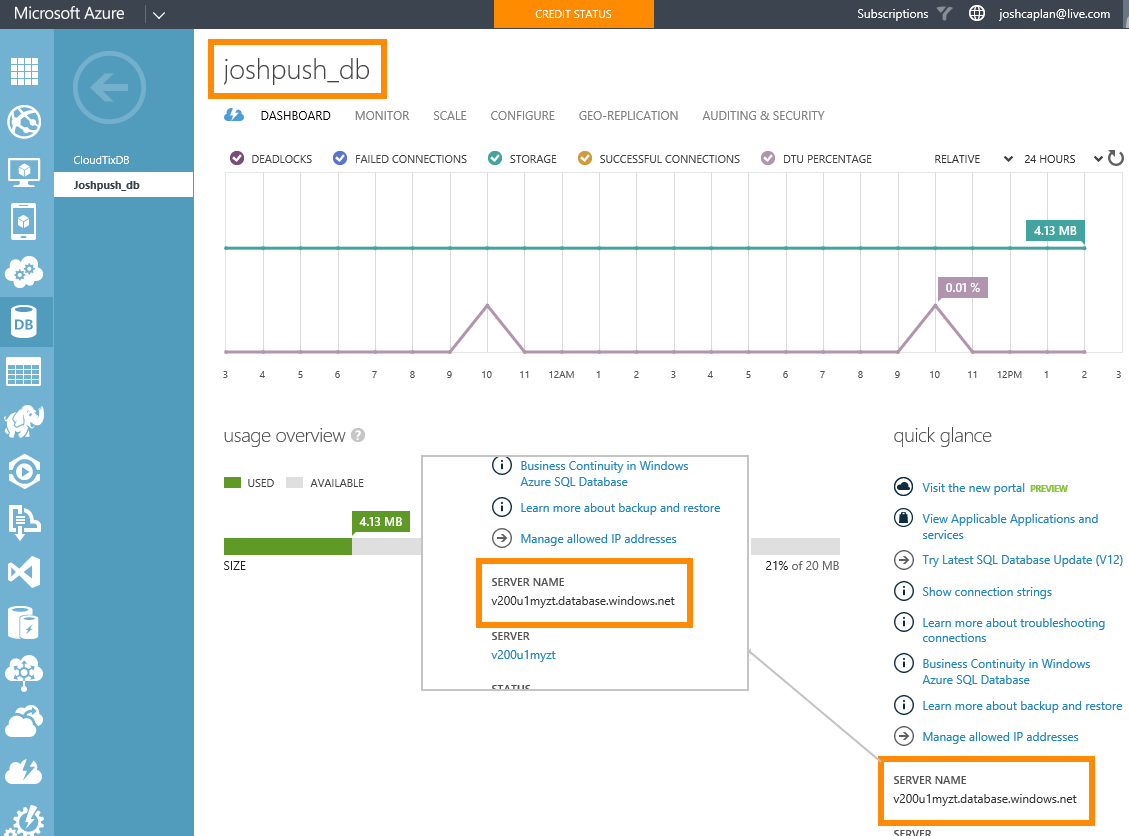 Microsoft Azure
CREDIT STATUS
Subscriptions
joshcaplan@live.com
CloudTixDB
Joshpush_db
DB
joshpush_db
DASHBOARD MONITOR SCALE CONFIGURE GEO-REPLICATION AUDITING & SECURITY
DEADLOCKS FAILED CONNECTIONS STORAGE SUCCESSFUL CONNECTIONS DTU PERCENTAGE RELATIVE 24 HOURS
4.13 MB
0.01 %
3 4 5 6 7 8 9 10 11 12AM 1 2 3 4 5 6 7 8 9 10 11 12PM 1 2 3
usage overview ?
USED AVAILABLE
4.13 MB
SIZE
21% of 20 MB
Business Continuity in Windows
Azure SQL Database
Learn more about backup and restore
Manage allowed IP addresses
SERVER NAME
v200u1myzt.database.windows.net
SERVER
v200u1myzt
STATUS
quick glance
Visit the new portal PREVIEW
View Applicable Applications and
services
Try Latest SQL Database Update (V12)
Show connection strings
Learn more about troubleshooting
connections
Business Continuity in Windows
Azure SQL Database
Learn more about backup and restore
Manage allowed IP addresses
SERVER NAME
v200u1myzt.database.windows.net
SERVER